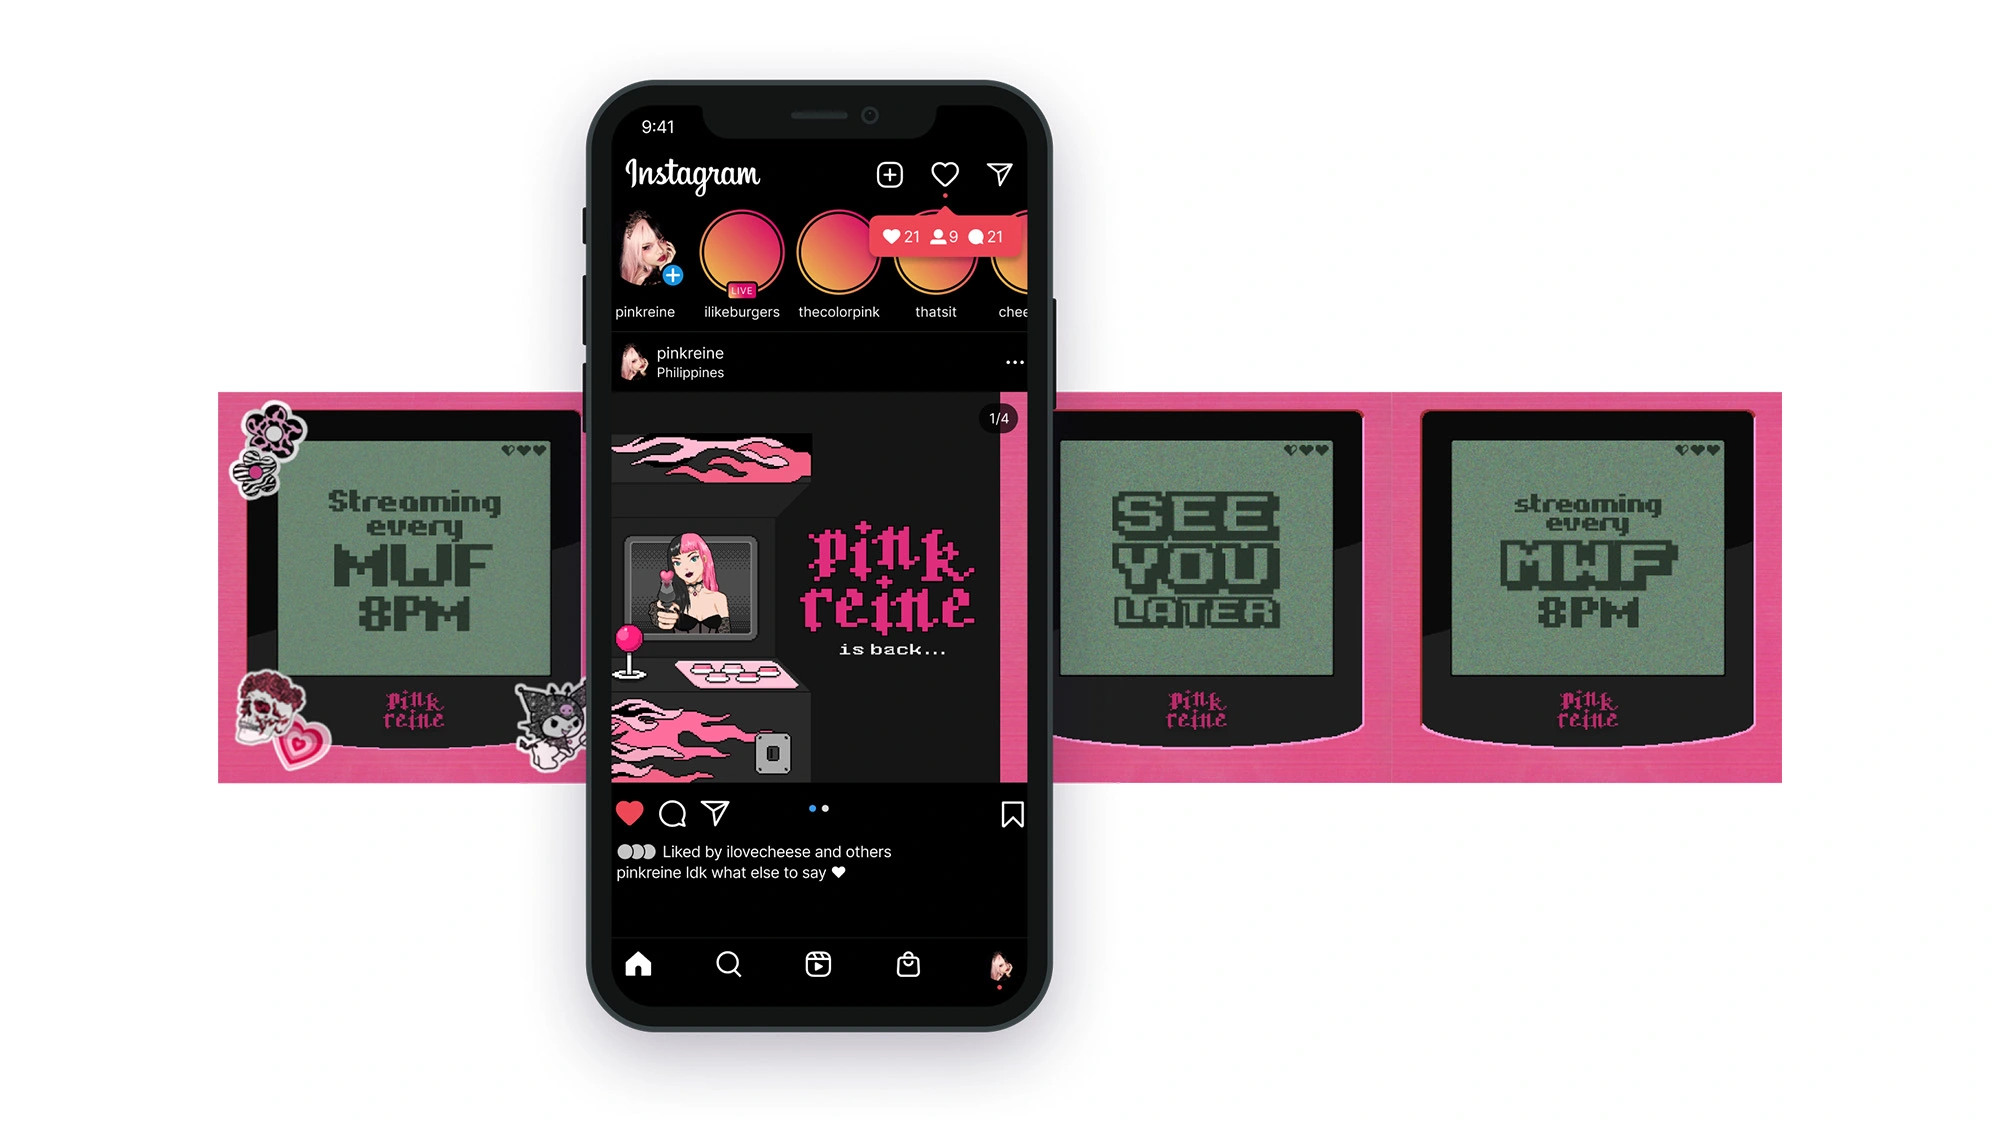 9:41
Instagram
21 9 21
LIVE
pinkreine ilikeburgers thecolorpink thatsit chee
pinkreine
Philippines
1/4
pink
reine
is back...
Liked by ilovecheese and others
pinkreine Idk what else to say
Streaming
every
MWF
8PM
pink
reine
SEE
YOU
LATER
pink
reine
streaming
every
MWF
8PM
pink
reine